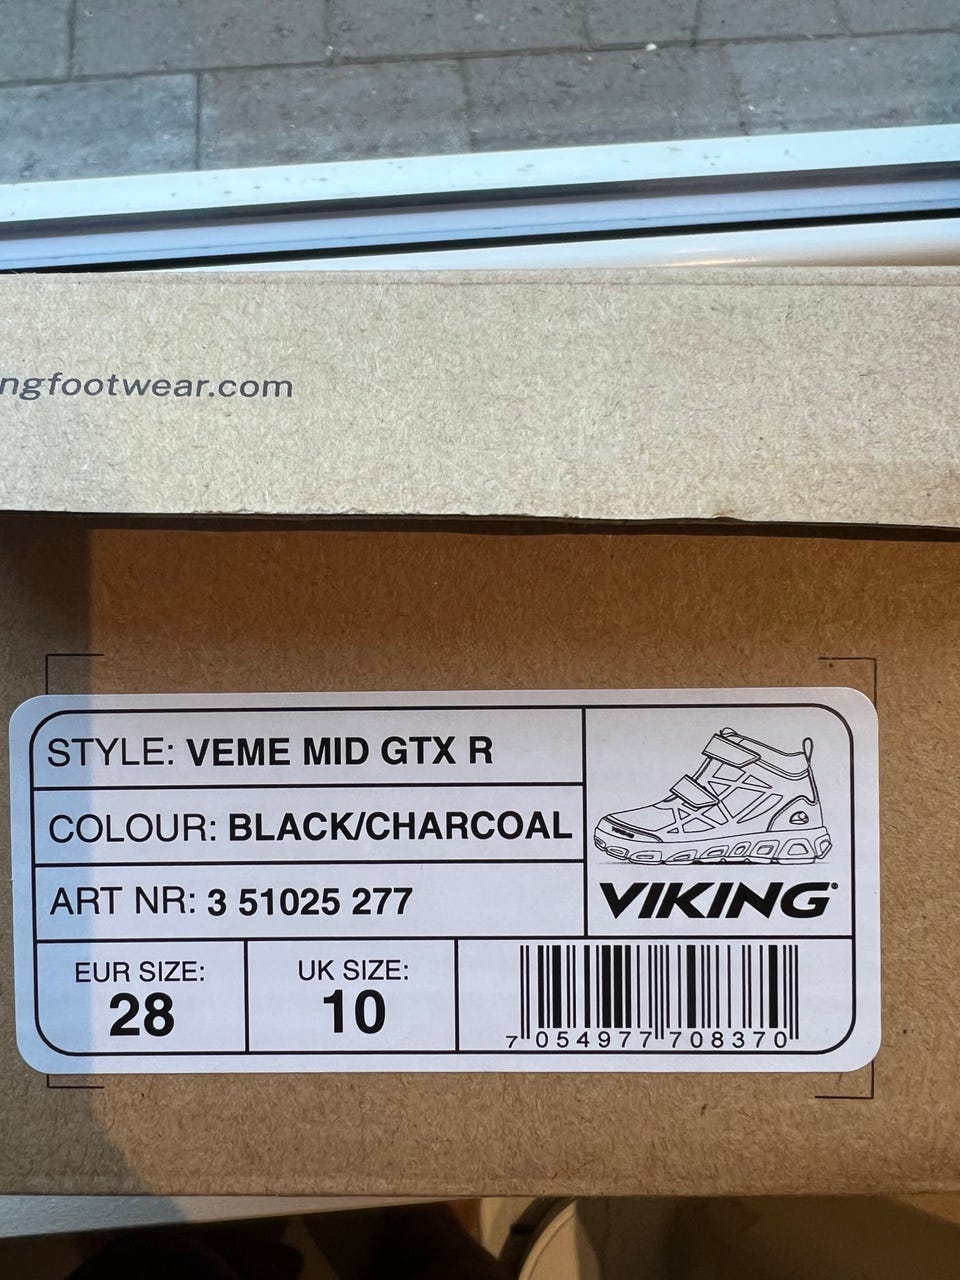 ngfootwear.com
STYLE: VEME MID GTX R
COLOUR: BLACK/CHARCOAL
ART NR: 3 51025 277
VIKING®
EUR SIZE:
28
UK SIZE:
10
7 054977 708370